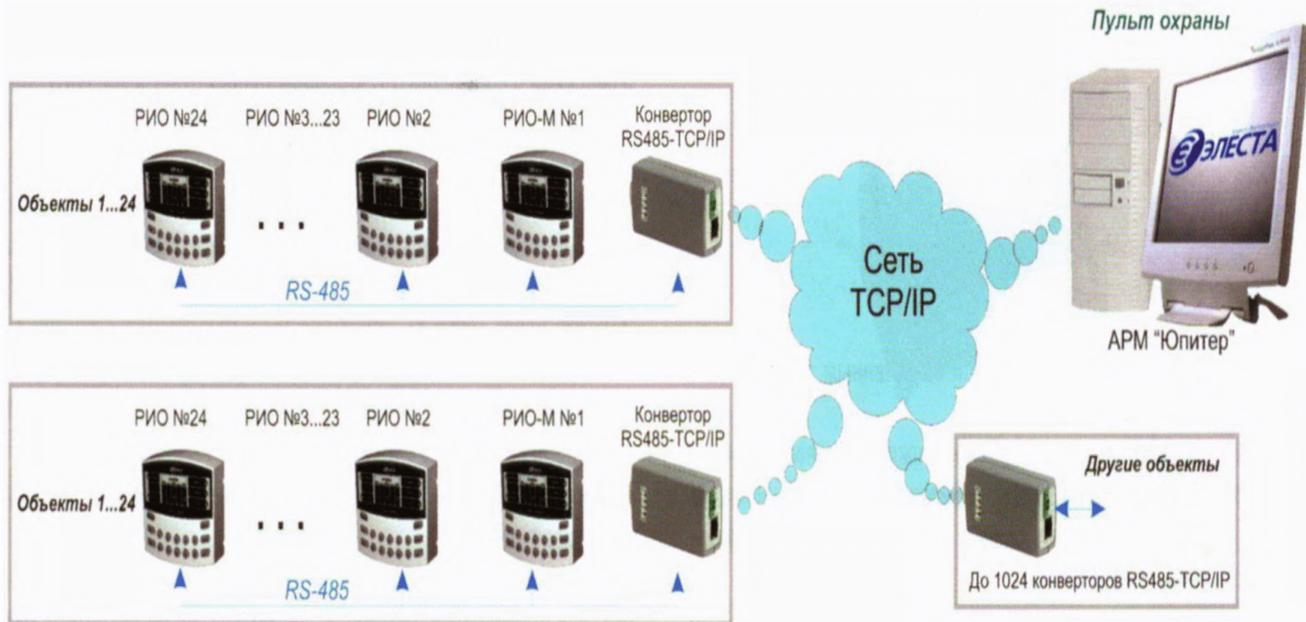 Пульт охраны
РИО №24
РИО №3...23
РИО №2
РИО-М №1
Конвертор
RS485-TCP/IP
Объекты 1...24
...
RS-485
Сеть
TCP/IP
ЭЛЕСТА
АРМ "Юпитер"
РИО №24
РИО №3...23
РИО №2
РИО-М №1
Конвертор
RS485-TCP/IP
Объекты 1...24
...
RS-485
Другие объекты
До 1024 конверторов RS485-TCP/IP